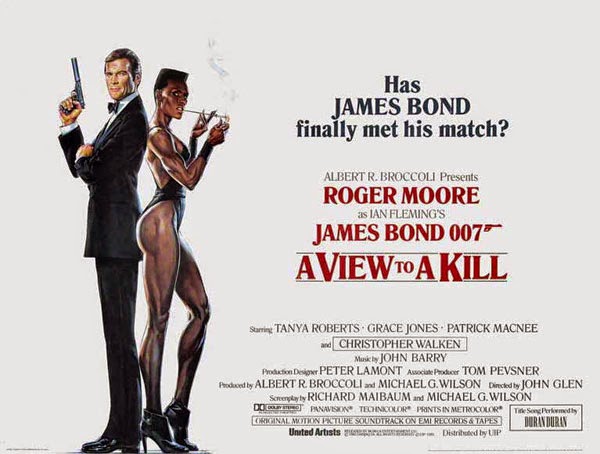 Has
JAMES BOND
finally met his match?
ALBERT R. BROCCOLI Presents
ROGER MOORE
as IAN FLEMING'S
JAMES BOND 007
A VIEW TO A KILL
Starring TANYA ROBERTS · GRACE JONES · PATRICK MACNEE
and CHRISTOPHER WALKEN
Music by JOHN BARRY
Production Designer PETER LAMONT Associate Producer TOM PEVSNER
Produced by ALBERT R. BROCCOLI and MICHAEL G. WILSON Directed by JOHN GLEN
Screenplay by RICHARD MAIBAUM and MICHAEL G. WILSON
DOLBY STEREO PANAVISION® TECHNICOLOR® PRINTS IN METROCOLOR®
ORIGINAL MOTION PICTURE SOUNDTRACK ON EMI RECORDS & TAPES
Title Song Performed by
DURAN DURAN
United Artists
Distributed by UIP